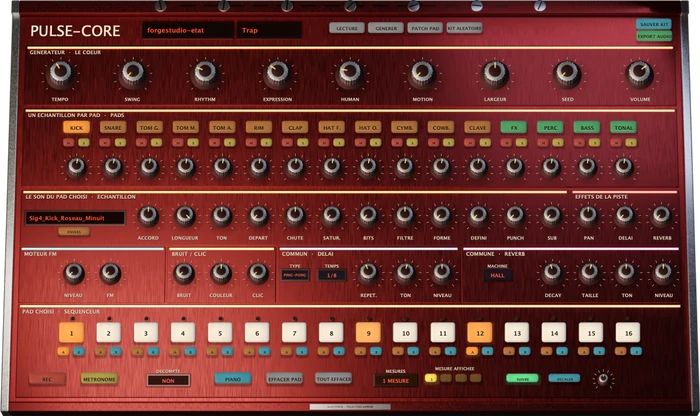 PULSE-CORE
forgestudio-etat
Trap
LECTURE
GENERER
PATCH PAD
KIT ALEATOIRE
SAUVER KIT
EXPORT AUDIO
GENERATEUR · LE COEUR
TEMPO SWING RHYTHM EXPRESSION HUMAN MOTION LARGEUR SEED VOLUME
UN ECHANTILLON PAR PAD · PADS
KICK SNARE TOM G. TOM M. TOM A. RIM CLAP HAT F. HAT O. CYMB. COWB. CLAVE FX PERC. BASS TONAL
LE SON DU PAD CHOISI · ECHANTILLON
EFFETS DE LA PISTE
Sig4_Kick_Roseau_Minuit
ACCORD LONGUEUR TON DEPART CHUTE SATUR. BITS FILTRE FORME DEFINI PUNCH SUB PAN DELAI REVERB
MOTEUR FM
BRUIT / CLIC
COMMUN · DELAI
COMMUNE · REVERB
TYPE
PING-PONG
TEMPS
1/8
MACHINE
HALL
NIVEAU FM BRUIT COULEUR CLIC REPET. TON NIVEAU DECAY TAILLE TON NIVEAU
PAD CHOISI · SEQUENCEUR
1 2 3 4 5 6 7 8 9 10 11 12 13 14 15 16
REC
METRONOME
DECOMPTE
NON
PIANO
EFFACER PAD
TOUT EFFACER
MESURES
1 MESURE
MESURE AFFICHEE
SUIVRE